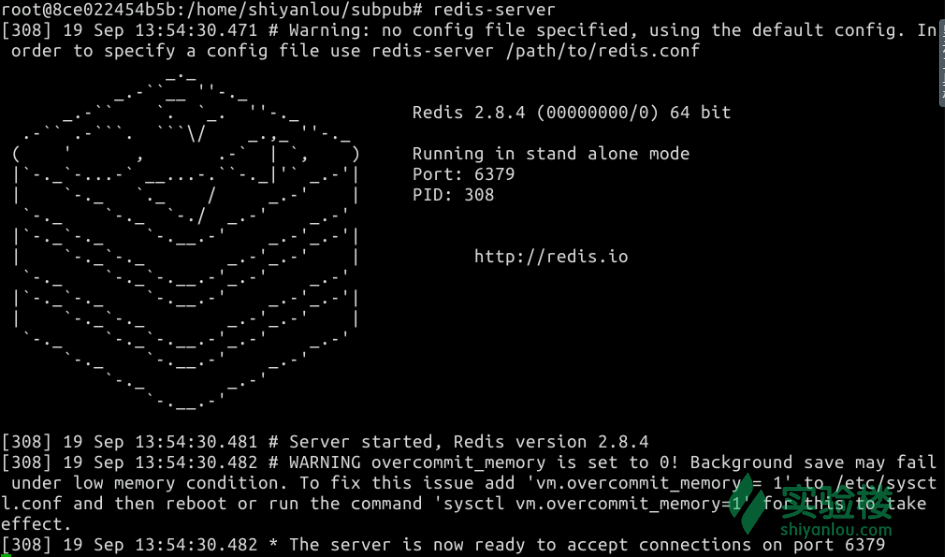 root@8ce022454b5b:/home/shiyanlou/subpub# redis-server
[308] 19 Sep 13:54:30.471 # Warning: no config file specified, using the default config. In
order to specify a config file use redis-server /path/to/redis.conf
Redis 2.8.4 (00000000/0) 64 bit
Running in stand alone mode
Port: 6379
PID: 308
http://redis.io
[308] 19 Sep 13:54:30.481 # Server started, Redis version 2.8.4
[308] 19 Sep 13:54:30.482 # WARNING overcommit_memory is set to 0! Background save may fail
under low memory condition. To fix this issue add 'vm.overcommit_memory = 1' to /etc/sysct
l.conf and then reboot or run the command 'sysctl vm.overcommit_memory=1' for this to take
effect.
[308] 19 Sep 13:54:30.482 * The server is now ready to accept connections on port 6379
实验楼
shiyanlou.com